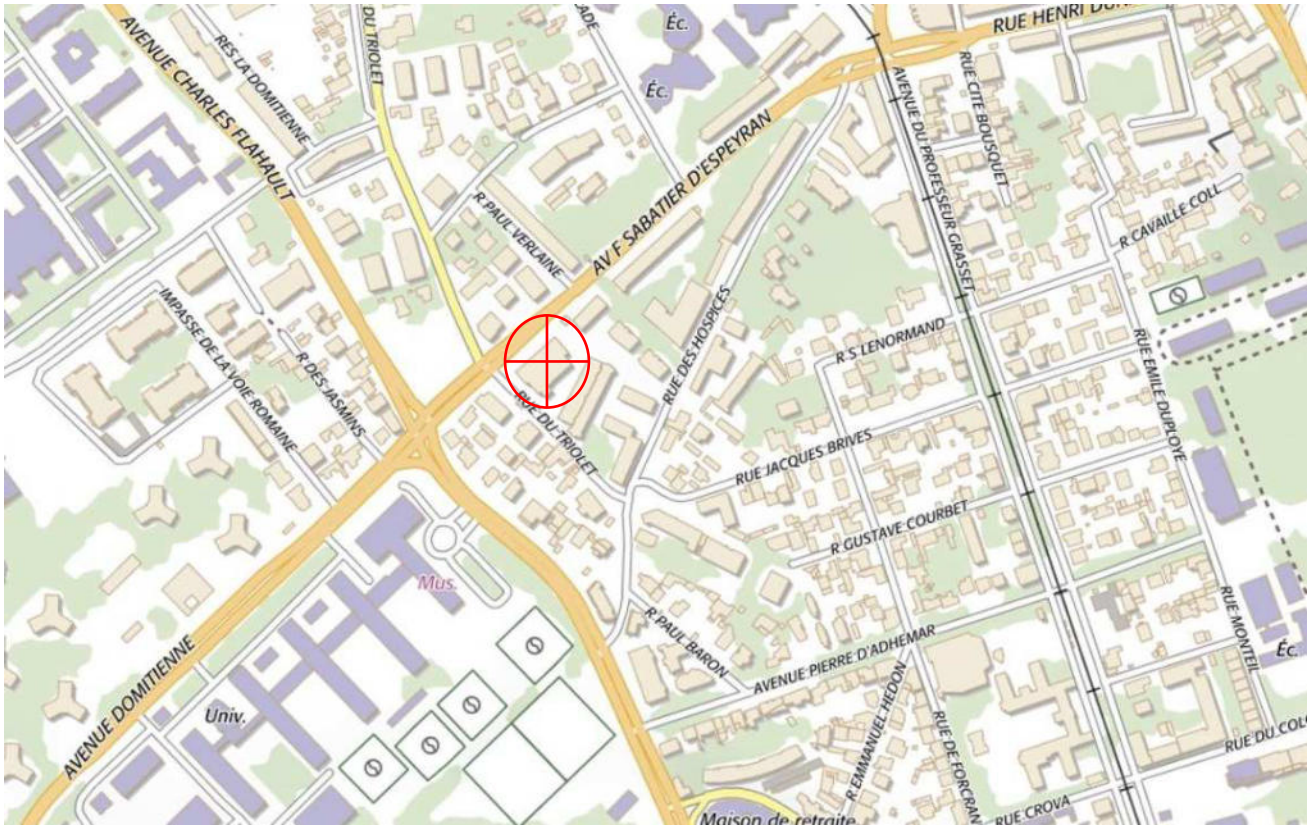 AVENUE CHARLES FLAHAULT
RES LA DOMITIENNE
DU TRIOLET
ADE
Éc.
Éc.
RUE HENRI DUN
AVENUE DU PROFESSEUR GRASSET
RUE CITE BOUSQUET
R PAUL VERLAINE
AV F SABATIER D'ESPEYRAN
R CAVAILLE COLL
IMPASSE DE LA VOIE ROMAINE
R DES JASMINS
RUE DES HOSPICES
R S LENORMAND
RUE EMILE DUPLOYE
RUE DU TRIOLET
RUE JACQUES BRIVES
R GUSTAVE COURBET
Mus.
R PAUL BARON
AVENUE PIERRE D'ADHEMAR
RUE MONTEIL
Éc.
AVENUE DOMITIENNE
Univ.
R EMMANUEL HEDON
RUE DE FORCRAN
RUE DU COL
RUE CROVA
Maison de retraite